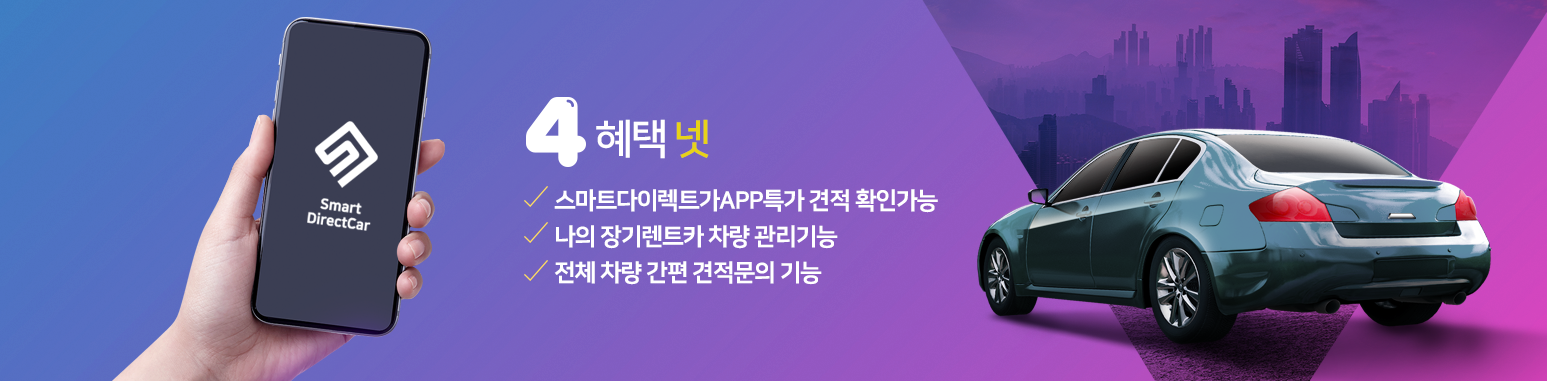 Smart
DirectCar
4 혜택 넷
스마트다이렉트가APP특가 견적 확인가능
나의 장기렌트카 차량 관리기능
전체 차량 간편 견적문의 기능